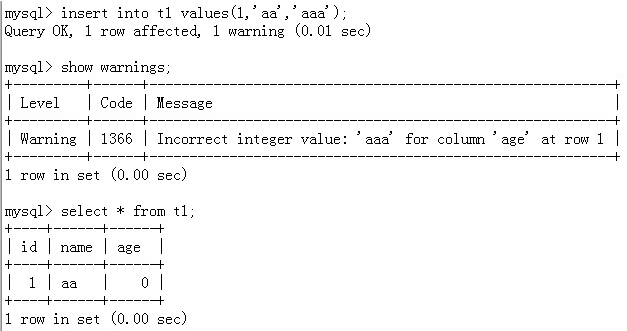 mysql> insert into t1 values(1,'aa','aaa');
Query OK, 1 row affected, 1 warning (0.01 sec)
mysql> show warnings;
+---------+------+----------------------------------------------------------+
| Level   | Code | Message                                                  |
+---------+------+----------------------------------------------------------+
| Warning | 1366 | Incorrect integer value: 'aaa' for column 'age' at row 1 |
+---------+------+----------------------------------------------------------+
1 row in set (0.00 sec)
mysql> select * from t1;
+----+------+------+
| id | name | age  |
+----+------+------+
|  1 | aa   |    0 |
+----+------+------+
1 row in set (0.00 sec)